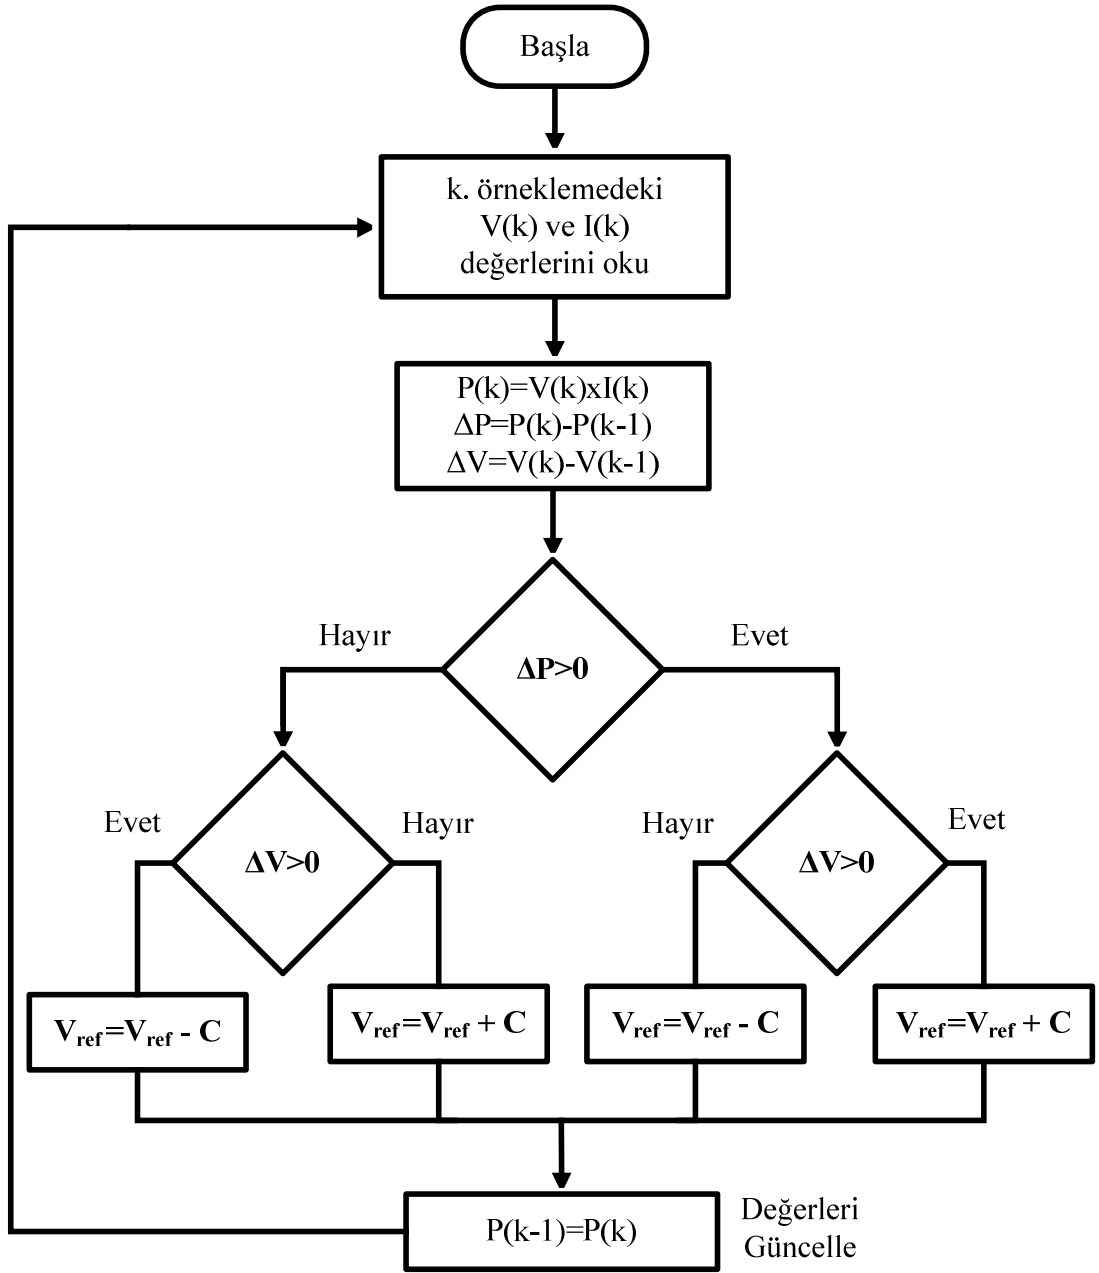 Başla
k. örneklemedeki
V(k) ve I(k)
değerlerini oku
P(k)=V(k)xI(k)
ΔP=P(k)-P(k-1)
ΔV=V(k)-V(k-1)
Hayır
Evet
ΔP>0
Evet
Hayır
Hayır
Evet
ΔV>0
ΔV>0
Vref=Vref - C
Vref=Vref + C
Vref=Vref - C
Vref=Vref + C
P(k-1)=P(k)
Değerleri
Güncelle